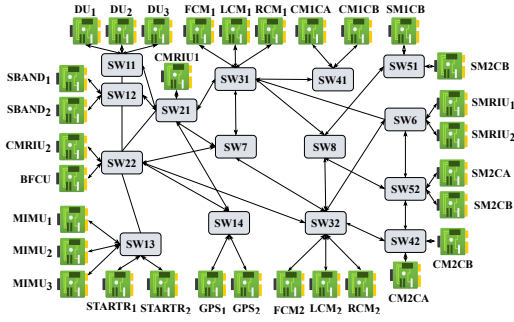 DU1 DU2 DU3 FCM1 LCM1 RCM1 CM1CA CM1CB SM1CB
CMRIU1
SW11 SW31 SW41 SW51
SBAND1 SM2CB
SW12 SW21
SBAND2 SW6 SMRIU1
SMRIU2
CMRIU2 SW22 SW7 SW8
BFCU SM2CA
SW52
SM2CB
MIMU1 SW14 SW32
MIMU2 SW13 SW42
CM2CB
MIMU3
STARTR1 STARTR2 GPS1 GPS2 FCM2 LCM2 RCM2 CM2CA